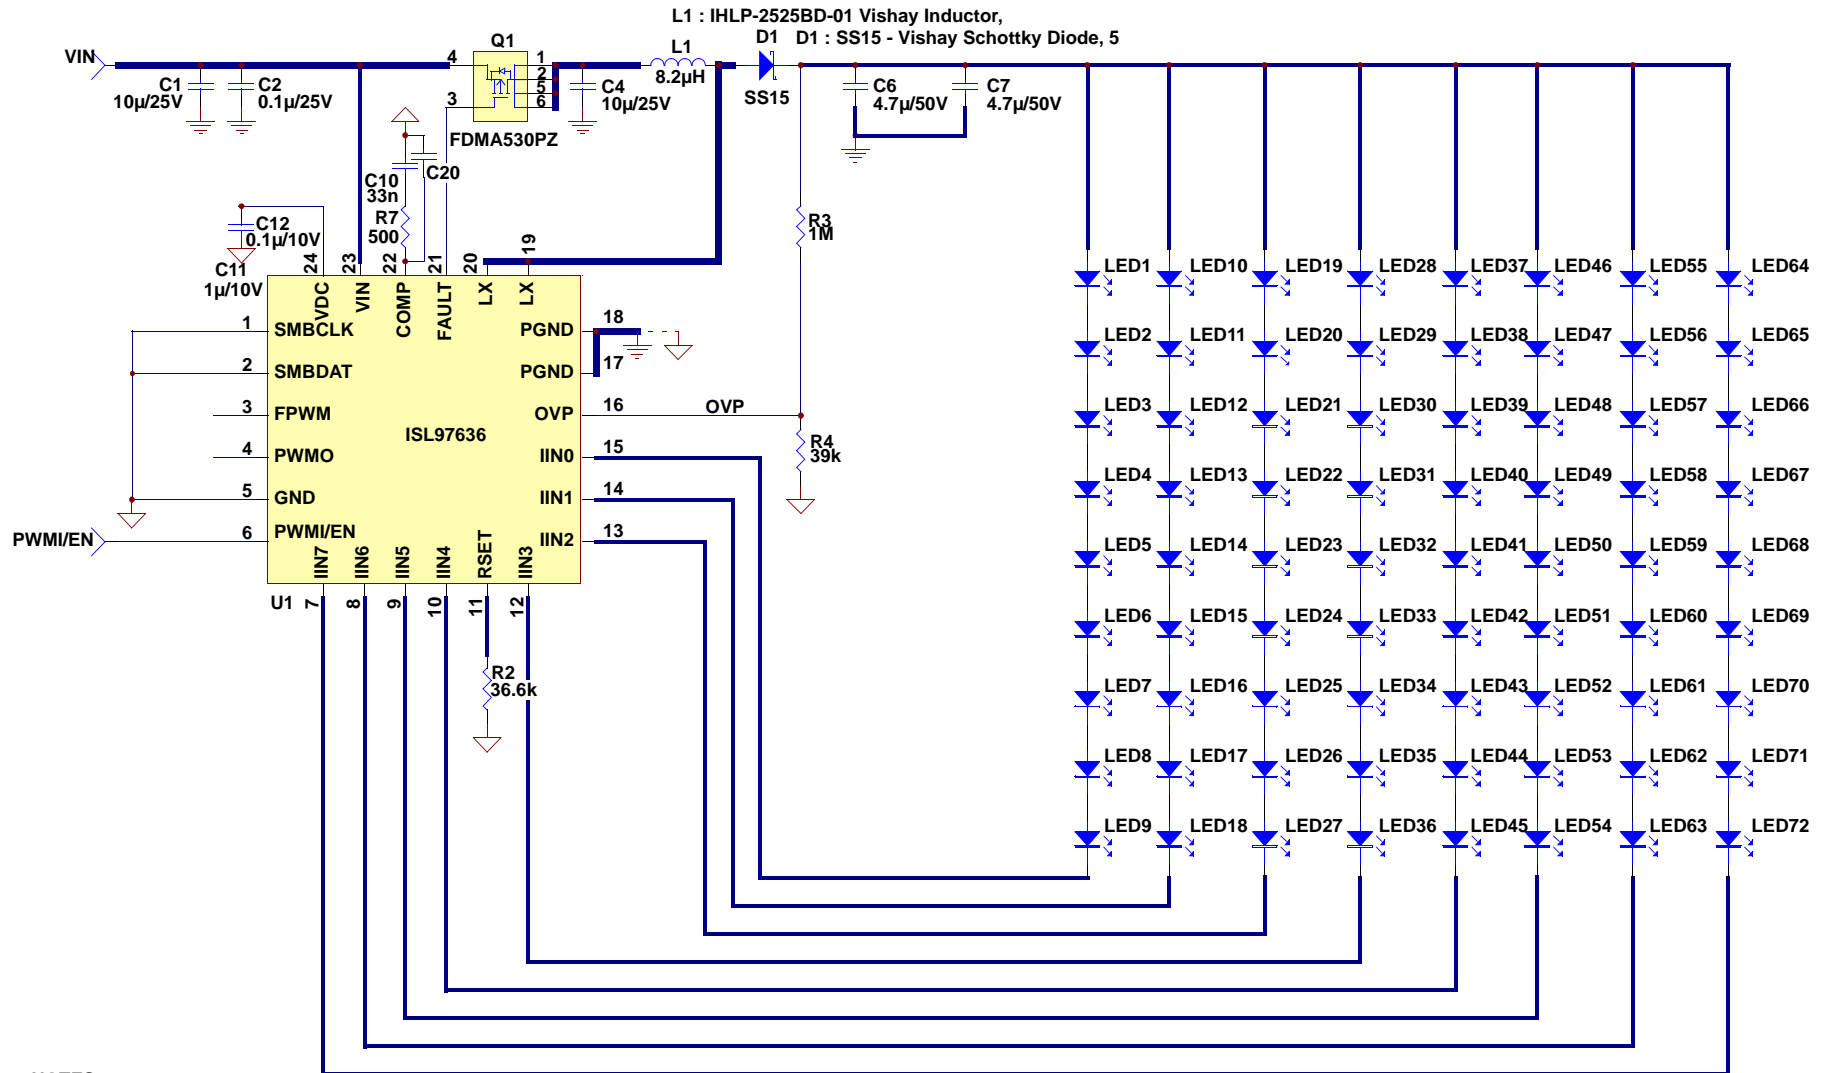 L1 : IHLP-2525BD-01 Vishay Inductor,
D1 D1 : SS15 - Vishay Schottky Diode, 5
VIN
Q1
4
1
2
5
6
3
L1
8.2µH
SS15
C1
10µ/25V
C2
0.1µ/25V
C4
10µ/25V
C6
4.7µ/50V
C7
4.7µ/50V
FDMA530PZ
C10
33n
C20
R7
500
C12
0.1µ/10V
C11
1µ/10V
R3
1M
24
23
22
21
20
19
VDC
VIN
COMP
FAULT
LX
LX
1 SMBCLK
2 SMBDAT
3 FPWM
4 PWMO
5 GND
PWMI/EN
6 PWMI/EN
ISL97636
PGND 18
PGND 17
OVP 16 OVP
IIN0 15
IIN1 14
IIN2 13
R4
39k
IIN7
IIN6
IIN5
IIN4
RSET
IIN3
U1
7
8
9
10
11
12
R2
36.6k
LED1 LED10 LED19 LED28 LED37 LED46 LED55 LED64
LED2 LED11 LED20 LED29 LED38 LED47 LED56 LED65
LED3 LED12 LED21 LED30 LED39 LED48 LED57 LED66
LED4 LED13 LED22 LED31 LED40 LED49 LED58 LED67
LED5 LED14 LED23 LED32 LED41 LED50 LED59 LED68
LED6 LED15 LED24 LED33 LED42 LED51 LED60 LED69
LED7 LED16 LED25 LED34 LED43 LED52 LED61 LED70
LED8 LED17 LED26 LED35 LED44 LED53 LED62 LED71
LED9 LED18 LED27 LED36 LED45 LED54 LED63 LED72